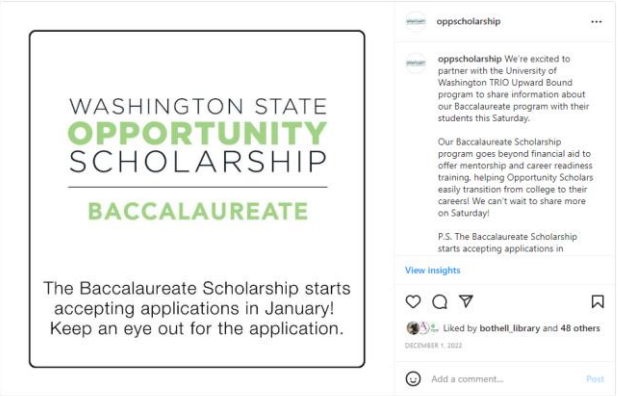 WASHINGTON STATE
OPPORTUNITY
SCHOLARSHIP
BACCALAUREATE
The Baccalaureate Scholarship starts
accepting applications in January!
Keep an eye out for the application.
oppscholarship
oppscholarship We're excited to
partner with the University of
Washington TRIO Upward Bound
program to share information about
our Baccalaureate program with their
students this Saturday.
Our Baccalaureate Scholarship
program goes beyond financial aid to
offer mentorship and career readiness
training, helping Opportunity Scholars
easily transition from college to their
careers! We can't wait to share more
on Saturday!
P.S. The Baccalaureate Scholarship
starts accepting applications in
View insights
Liked by bothell_library and 48 others
DECEMBER 1, 2022
Add a comment...
Post